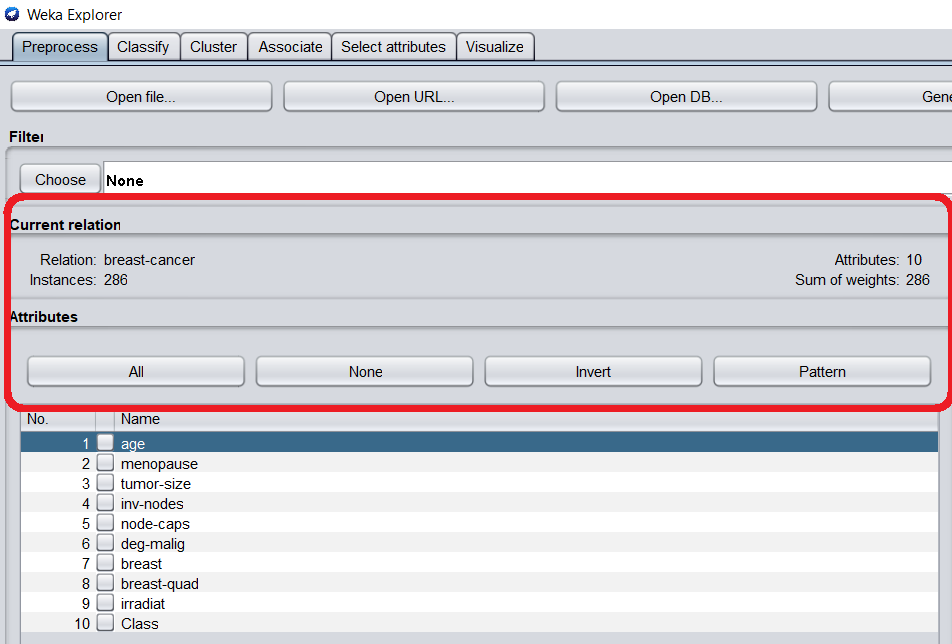 Weka Explorer
Preprocess Classify Cluster Associate Select attributes Visualize
Open file... Open URL... Open DB...
Filter
Choose None
Current relation
Relation: breast-cancer Attributes: 10
Instances: 286 Sum of weights: 286
Attributes
All None Invert Pattern
No. Name
1 age
2 menopause
3 tumor-size
4 inv-nodes
5 node-caps
6 deg-malig
7 breast
8 breast-quad
9 irradiat
10 Class